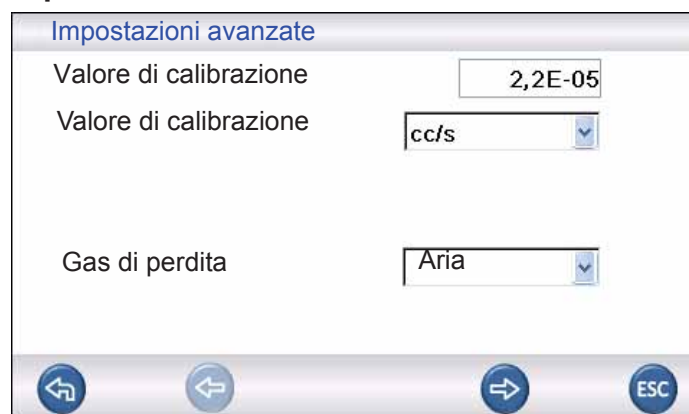 Impostazioni avanzate
Valore di calibrazione 2,2E-05
Valore di calibrazione cc/s
Gas di perdita Aria
ESC